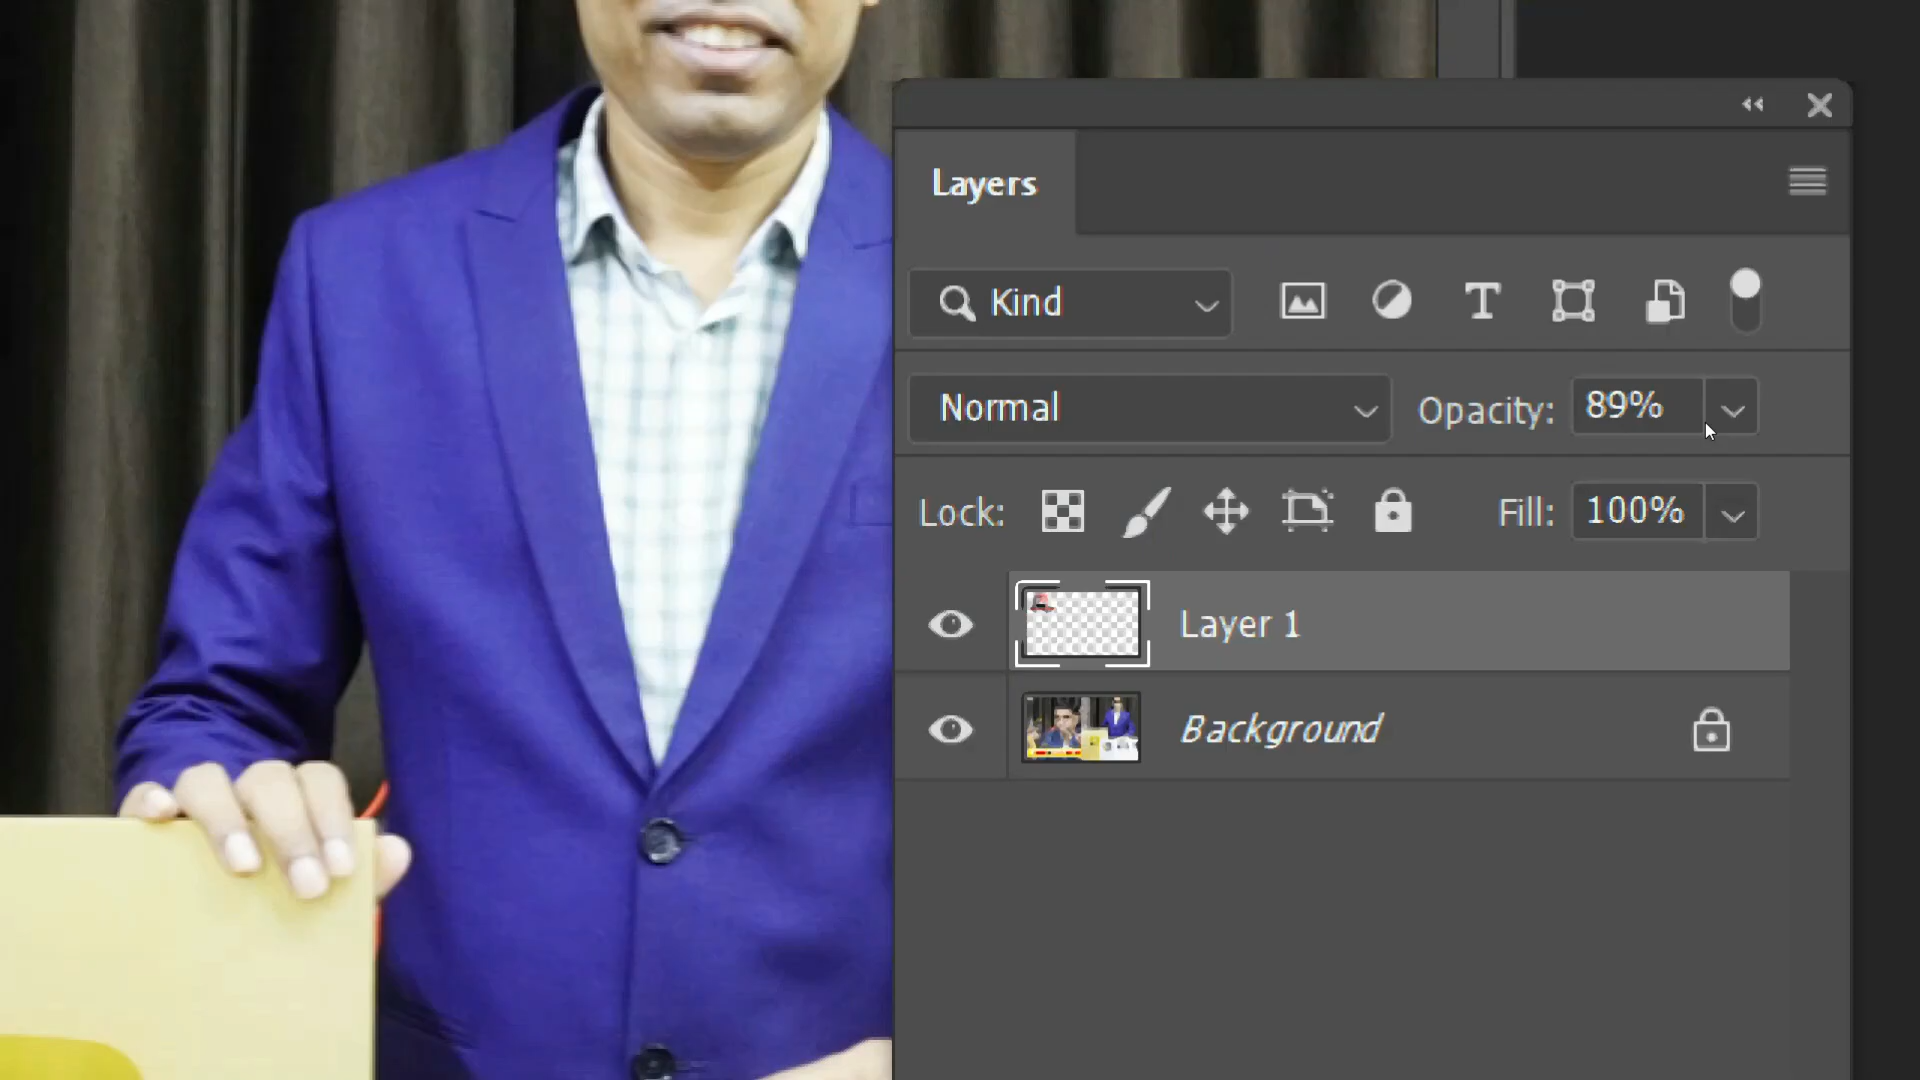 Layers
Kind
Normal Opacity: 89%
Lock: Fill: 100%
Layer 1
Background